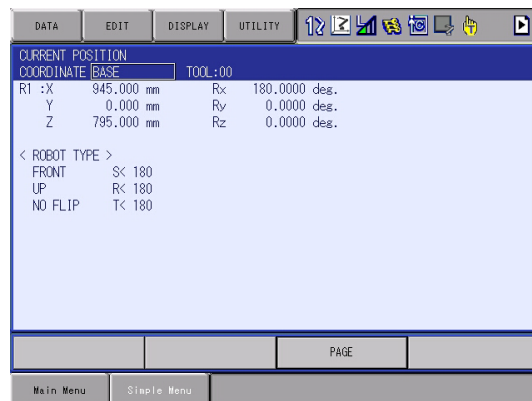 DATA EDIT DISPLAY UTILITY
CURRENT POSITION
COORDINATE BASE TOOL:00
R1 :X 945.000 mm Rx 180.0000 deg.
Y 0.000 mm Ry 0.0000 deg.
Z 795.000 mm Rz 0.0000 deg.
< ROBOT TYPE >
FRONT S< 180
UP R< 180
NO FLIP T< 180
PAGE
Main Menu Simple Menu